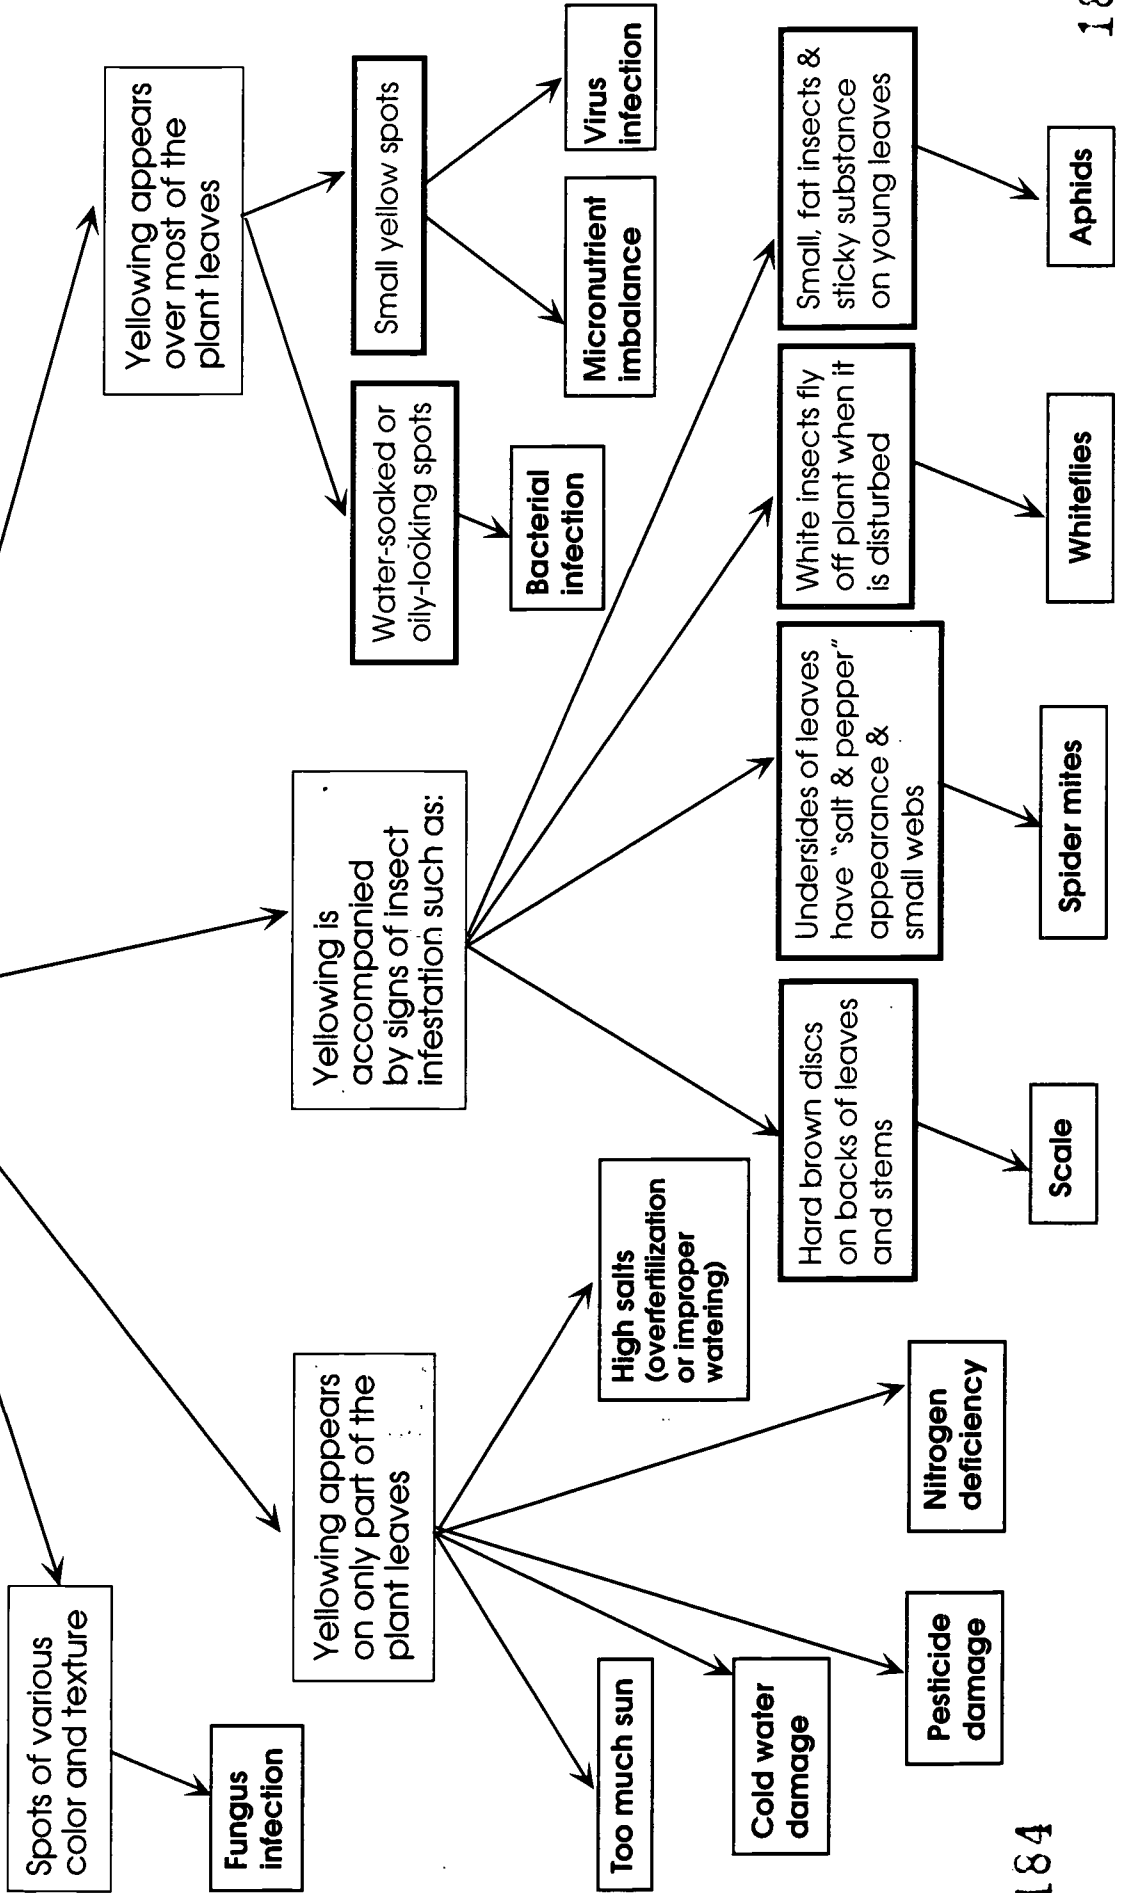 Spots of various
color and texture
Fungus
infection
Yellowing appears
on only part of the
plant leaves
Too much sun
Cold water
damage
Pesticide
damage
Nitrogen
deficiency
High salts
(overfertilization
or improper
watering)
Yellowing is
accompanied
by signs of insect
infestation such as:
Hard brown discs
on backs of leaves
and stems
Scale
Undersides of leaves
have "salt & pepper"
appearance &
small webs
Spider mites
White insects fly
off plant when it
is disturbed
Whiteflies
Small, fat insects &
sticky substance
on young leaves
Aphids
Yellowing appears
over most of the
plant leaves
Water-soaked or
oily-looking spots
Bacterial
infection
Small yellow spots
Micronutrient
imbalance
Virus
infection
184